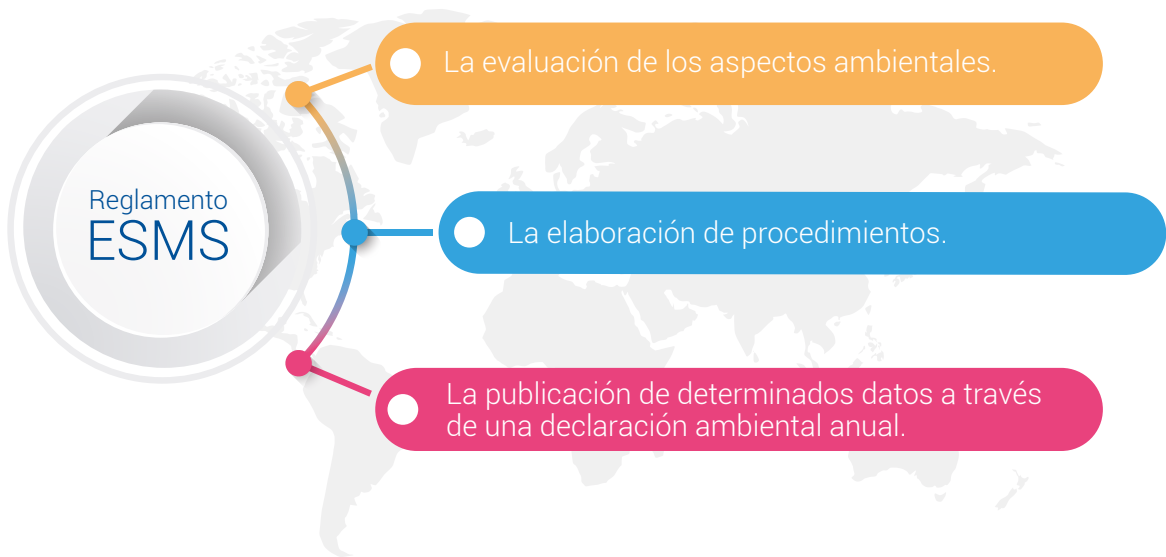 Reglamento
ESMS
La evaluación de los aspectos ambientales.
La elaboración de procedimientos.
La publicación de determinados datos a través
de una declaración ambiental anual.